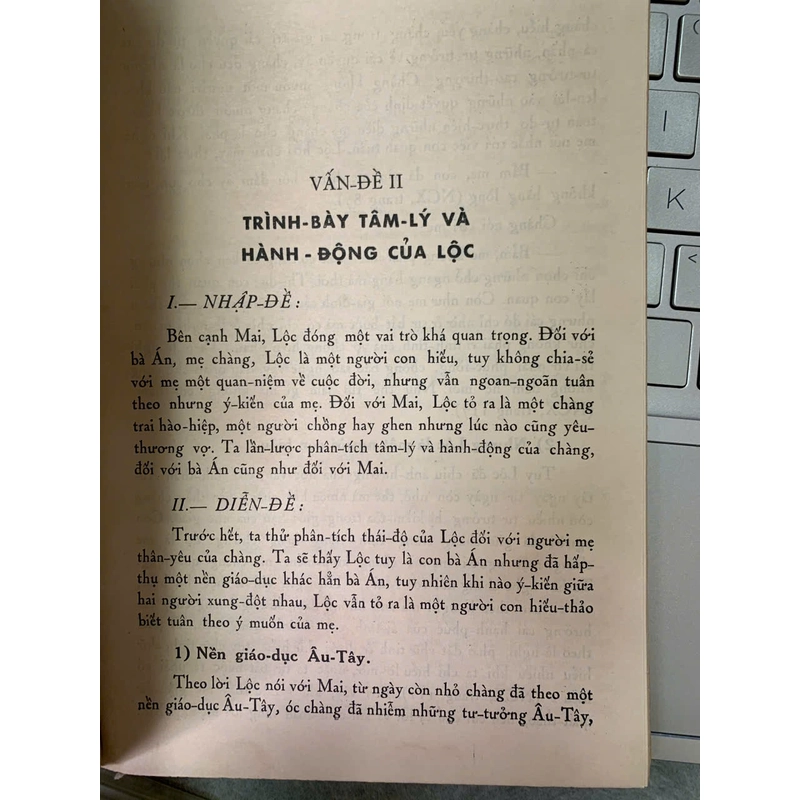 VẤN-ĐỀ II
TRÌNH-BÀY TÂM-LÝ VÀ
HÀNH-ĐỘNG CỦA LỘC
I.— NHẬP-ĐỀ:
Bên cạnh Mai, Lộc đóng một vai trò khá quan trọng. Đối với
bà Án, mẹ chàng, Lộc là một người con hiếu, tuy không chia-sẻ
với mẹ một quan-niệm về cuộc đời, nhưng vẫn ngoan-ngoãn tuân
theo nhưng ý-kiến của mẹ. Đối với Mai, Lộc tỏ ra là một chàng
trai hào-hiệp, một người chồng hay ghen nhưng lúc nào cũng yêu-
thương vợ. Ta lần-lược phân-tích tâm-lý và hành-động của chàng,
đối với bà Án cũng như đối với Mai.
II.— DIỄN-ĐỀ:
Trước hết, ta thử phân-tích thái-độ của Lộc đối với người mẹ
thân-yêu của chàng. Ta sẽ thấy Lộc tuy là con bà Án nhưng đã hấp-
thụ một nền giáo-dục khác hẳn bà Án, tuy nhiên khi nào ý-kiến giữa
hai người xung-đột nhau, Lộc vẫn tỏ ra là một người con hiếu-thảo
biết tuân theo ý muốn của mẹ.
1) Nền giáo-dục Âu-Tây.
Theo lời Lộc nói với Mai, từ ngày còn nhỏ chàng đã theo một
nền giáo-dục Âu-Tây, óc chàng đã nhiễm những tư-tưởng Âu-Tây,
I
K